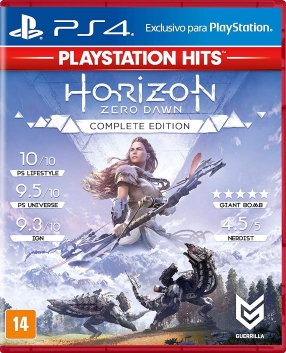 PS4
Exclusivo para PlayStation®
PLAYSTATION HITS™
HORIZON
ZERO DAWN
COMPLETE EDITION
10/10
PS LIFESTYLE
9.5/10
PS UNIVERSE
9.3/10
IGN
★★★★★
GIANT BOMB
4.5/5
NERDIST
14
GUERRILLA